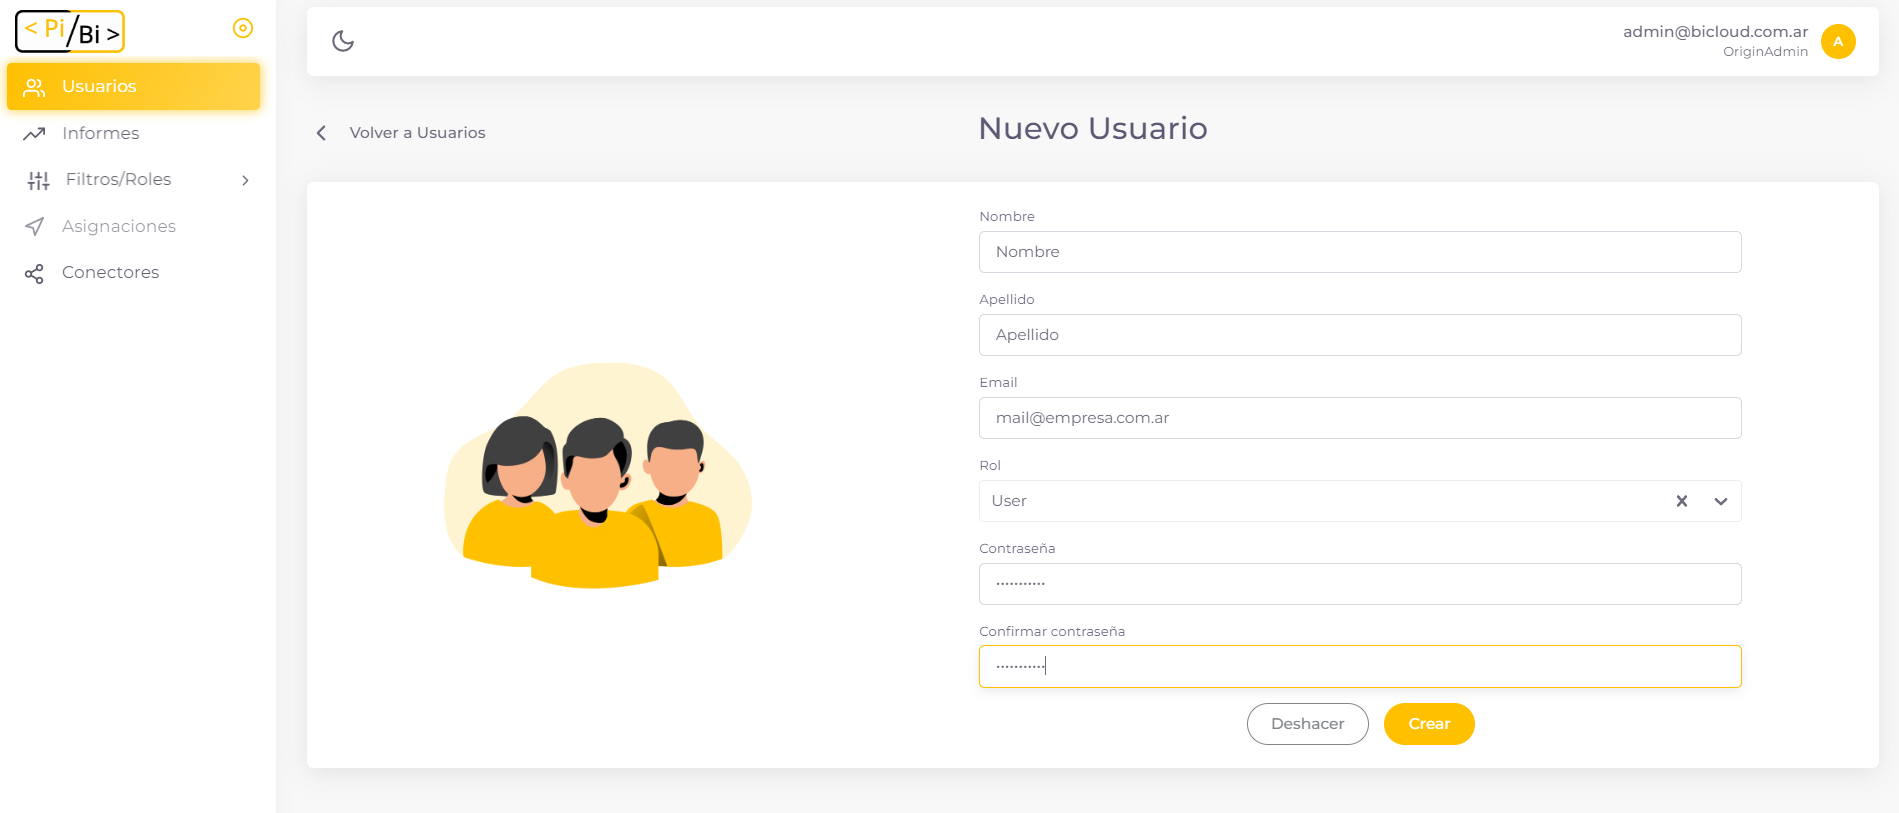 < Pi/Bi >
admin@bicloud.com.ar
OriginAdmin
A
Usuarios
Informes
Filtros/Roles
Asignaciones
Conectores
Volver a Usuarios
Nuevo Usuario
Nombre
Nombre
Apellido
Apellido
Email
mail@empresa.com.ar
Rol
User
Contraseña
···········
Confirmar contraseña
···········
Deshacer
Crear